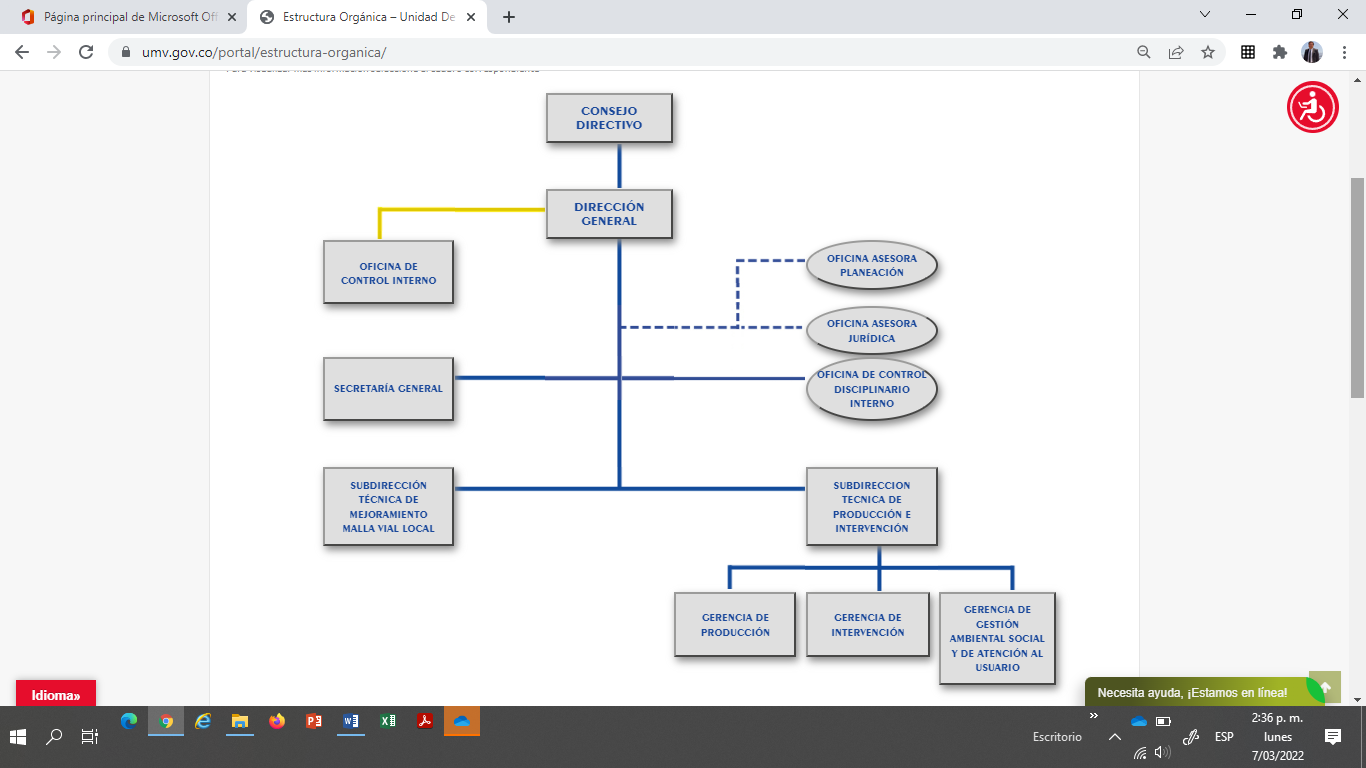 Página principal de Microsoft Off
Estructura Orgánica – Unidad De
umv.gov.co/portal/estructura-organica/
CONSEJO
DIRECTIVO
DIRECCIÓN
GENERAL
OFICINA DE
CONTROL INTERNO
OFICINA ASESORA
PLANEACIÓN
OFICINA ASESORA
JURÍDICA
SECRETARÍA GENERAL
OFICINA DE CONTROL
DISCIPLINARIO
INTERNO
SUBDIRECCIÓN
TÉCNICA DE
MEJORAMIENTO
MALLA VIAL LOCAL
SUBDIRECCION
TECNICA DE
PRODUCCIÓN E
INTERVENCIÓN
GERENCIA DE
PRODUCCIÓN
GERENCIA DE
INTERVENCIÓN
GERENCIA DE
GESTIÓN
AMBIENTAL SOCIAL
Y DE ATENCIÓN AL
USUARIO
Idioma»
Necesita ayuda, ¡Estamos en línea!
Escritorio
»
ESP
2:36 p. m.
lunes
7/03/2022